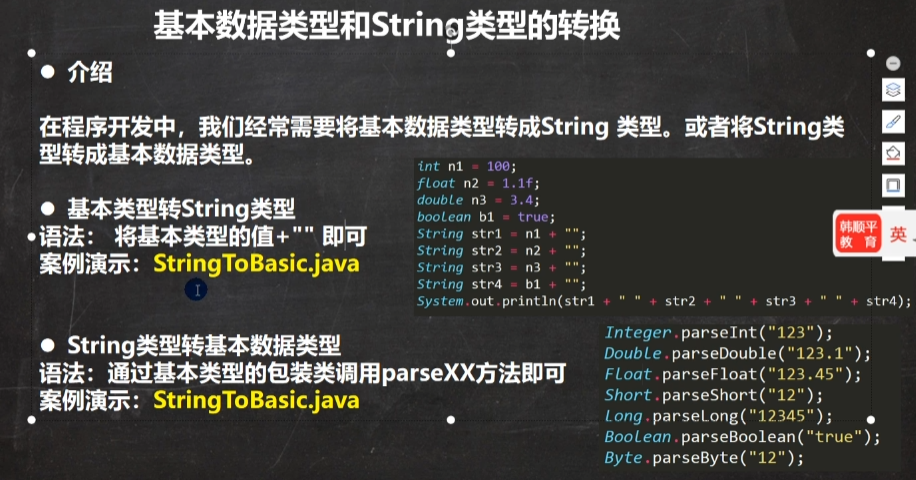 基本数据类型和String类型的转换
● 介绍
在程序开发中，我们经常需要将基本数据类型转成String 类型。或者将String类
型转成基本数据类型。
● 基本类型转String类型
语法： 将基本类型的值+"" 即可
案例演示：StringToBasic.java
int n1 = 100;
float n2 = 1.1f;
double n3 = 3.4;
boolean b1 = true;
String str1 = n1 + "";
String str2 = n2 + "";
String str3 = n3 + "";
String str4 = b1 + "";
System.out.println(str1 + " " + str2 + " " + str3 + " " + str4);
● String类型转基本数据类型
语法：通过基本类型的包装类调用parseXX方法即可
案例演示：StringToBasic.java
Integer.parseInt("123");
Double.parseDouble("123.1");
Float.parseFloat("123.45");
Short.parseShort("12");
Long.parseLong("12345");
Boolean.parseBoolean("true");
Byte.parseByte("12");
韩顺平
教 育
英